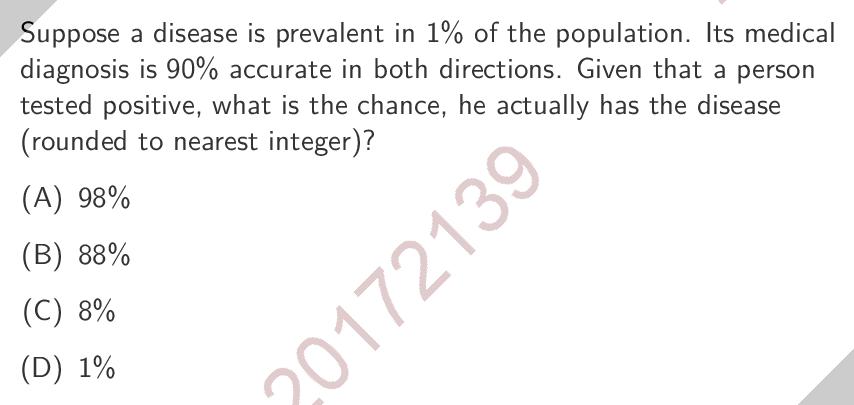 Suppose a disease is prevalent in 1% of the population. Its medical
diagnosis is 90% accurate in both directions. Given that a person
tested positive, what is the chance, he actually has the disease
(rounded to nearest integer)?
(A) 98%
(B) 88%
(C) 8%
(D) 1%
20172139